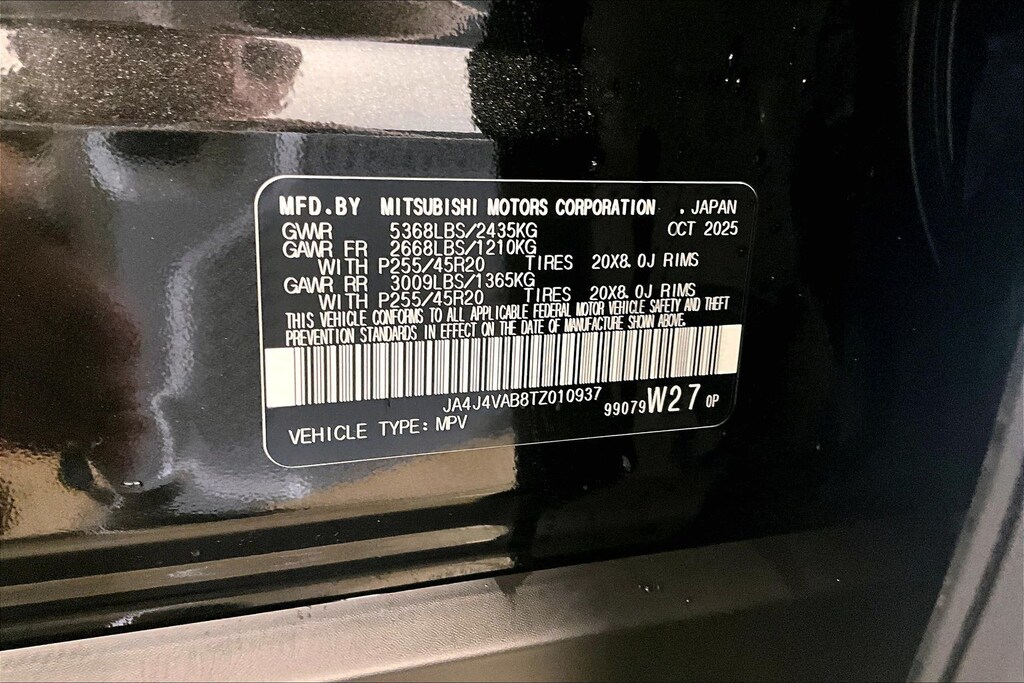 MFD.BY MITSUBISHI MOTORS CORPORATION .JAPAN
GVWR 5368LBS/2435KG OCT 2025
GAWR FR 2668LBS/1210KG
WITH P255/45R20 TIRES 20X8.0J RIMS
GAWR RR 3009LBS/1365KG
WITH P255/45R20 TIRES 20X8.0J RIMS
THIS VEHICLE CONFORMS TO ALL APPLICABLE FEDERAL MOTOR VEHICLE SAFETY AND THEFT
PREVENTION STANDARDS IN EFFECT ON THE DATE OF MANUFACTURE SHOWN ABOVE.
JA4J4VAB8TZ010937
99079W27 0P
VEHICLE TYPE: MPV